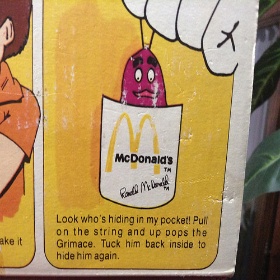 McDonald's
TM
Ronald McDonald
TM
Look who's hiding in my pocket! Pull
on the string and up pops the
Grimace. Tuck him back inside to
hide him again.
ake it